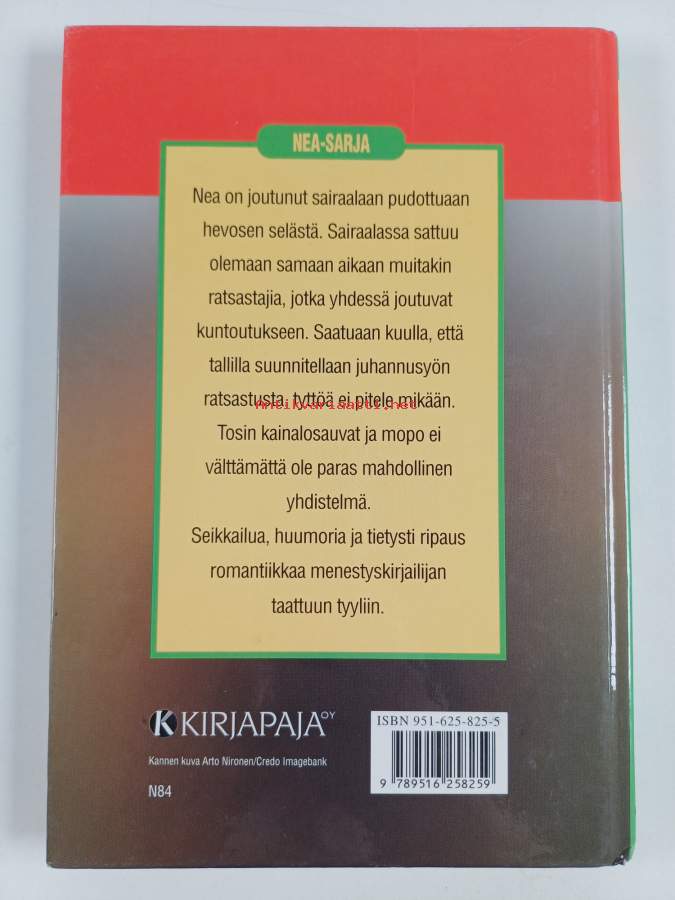 NEA-SARJA
Nea on joutunut sairaalaan pudottuaan
hevosen selästä. Sairaalassa sattuu
olemaan samaan aikaan muitakin
ratsastajia, jotka yhdessä joutuvat
kuntoutukseen. Saatuaan kuulla, että
tallilla suunnitellaan juhannusyön
ratsastusta, tyttöä ei pitele mikään.
Antikvariaatti.net
Tosin kainalosauvat ja mopo ei
välttämättä ole paras mahdollinen
yhdistelmä.
Seikkailua, huumoria ja tietysti ripaus
romantiikkaa menestyskirjailijan
taattuun tyyliin.
K KIRJAPAJA OY
Kannen kuva Arto Nironen/Credo Imagebank
N84
ISBN 951-625-825-5
9 789516 258259